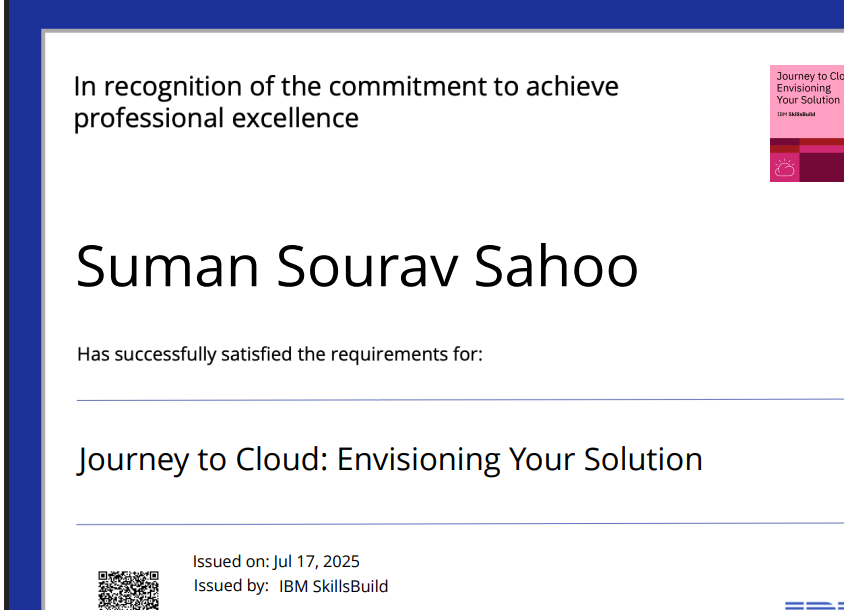 In recognition of the commitment to achieve
professional excellence
Journey to Clo
Envisioning
Your Solution
IBM SkillsBuild
Suman Sourav Sahoo
Has successfully satisfied the requirements for:
Journey to Cloud: Envisioning Your Solution
Issued on: Jul 17, 2025
Issued by: IBM SkillsBuild